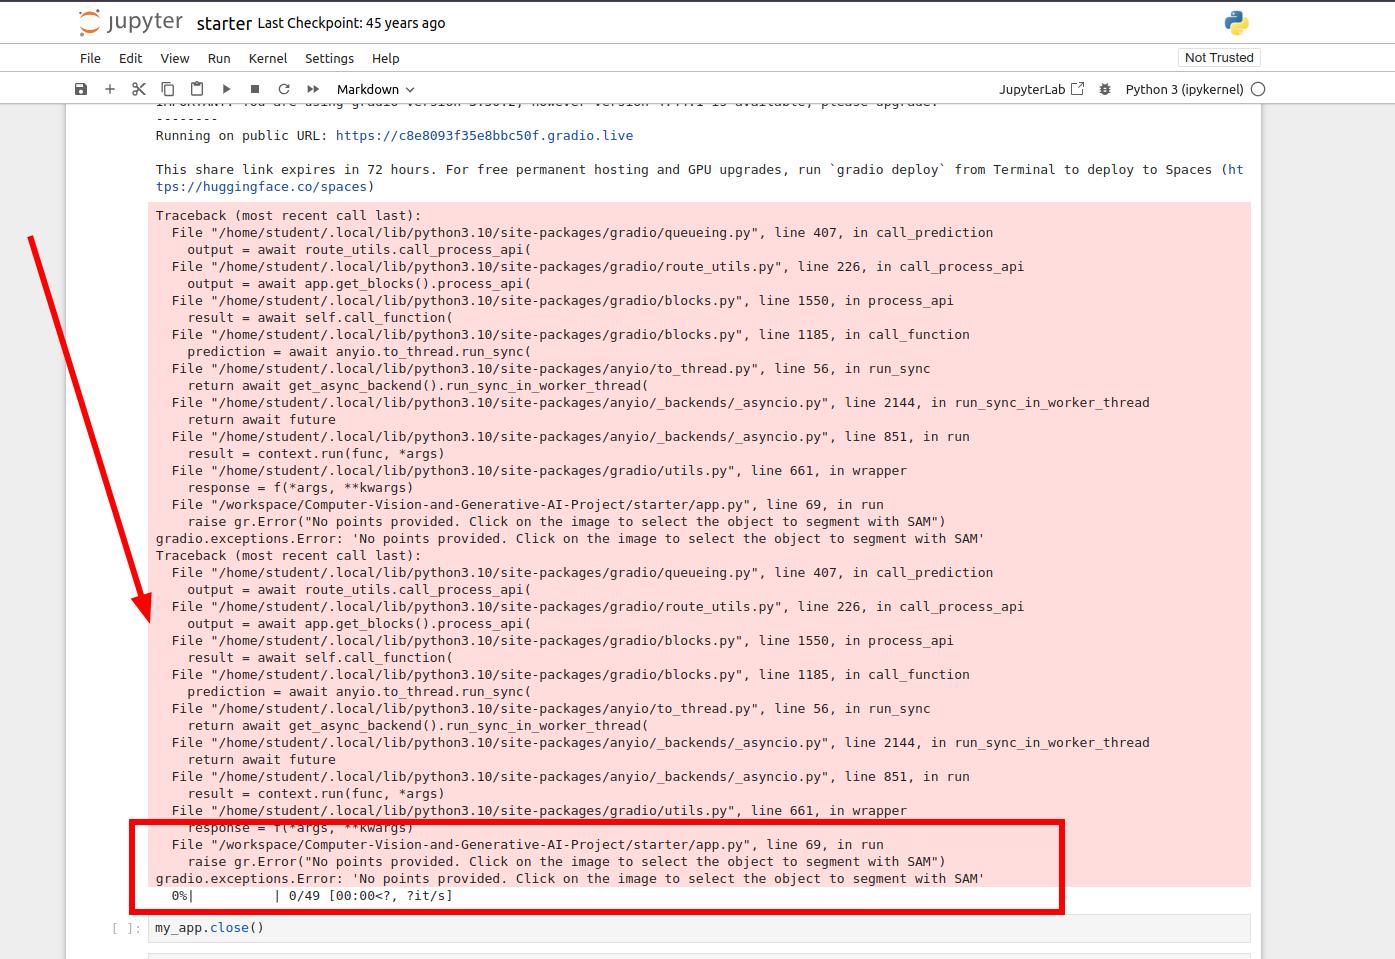 jupyter starter Last Checkpoint: 45 years ago
File Edit View Run Kernel Settings Help Not Trusted
Markdown JupyterLab Python 3 (ipykernel)
IMPORTANT: You are using gradio version 3.50.2, however version 4.44.1 is available, please upgrade.
--------
Running on public URL: https://c8e8093f35e8bbc50f.gradio.live
This share link expires in 72 hours. For free permanent hosting and GPU upgrades, run `gradio deploy` from Terminal to deploy to Spaces (ht
tps://huggingface.co/spaces)
Traceback (most recent call last):
  File "/home/student/.local/lib/python3.10/site-packages/gradio/queueing.py", line 407, in call_prediction
    output = await route_utils.call_process_api(
  File "/home/student/.local/lib/python3.10/site-packages/gradio/route_utils.py", line 226, in call_process_api
    output = await app.get_blocks().process_api(
  File "/home/student/.local/lib/python3.10/site-packages/gradio/blocks.py", line 1550, in process_api
    result = await self.call_function(
  File "/home/student/.local/lib/python3.10/site-packages/gradio/blocks.py", line 1185, in call_function
    prediction = await anyio.to_thread.run_sync(
  File "/home/student/.local/lib/python3.10/site-packages/anyio/to_thread.py", line 56, in run_sync
    return await get_async_backend().run_sync_in_worker_thread(
  File "/home/student/.local/lib/python3.10/site-packages/anyio/_backends/_asyncio.py", line 2144, in run_sync_in_worker_thread
    return await future
  File "/home/student/.local/lib/python3.10/site-packages/anyio/_backends/_asyncio.py", line 851, in run
    result = context.run(func, *args)
  File "/home/student/.local/lib/python3.10/site-packages/gradio/utils.py", line 661, in wrapper
    response = f(*args, **kwargs)
  File "/workspace/Computer-Vision-and-Generative-AI-Project/starter/app.py", line 69, in run
    raise gr.Error("No points provided. Click on the image to select the object to segment with SAM")
gradio.exceptions.Error: 'No points provided. Click on the image to select the object to segment with SAM'
Traceback (most recent call last):
  File "/home/student/.local/lib/python3.10/site-packages/gradio/queueing.py", line 407, in call_prediction
    output = await route_utils.call_process_api(
  File "/home/student/.local/lib/python3.10/site-packages/gradio/route_utils.py", line 226, in call_process_api
    output = await app.get_blocks().process_api(
  File "/home/student/.local/lib/python3.10/site-packages/gradio/blocks.py", line 1550, in process_api
    result = await self.call_function(
  File "/home/student/.local/lib/python3.10/site-packages/gradio/blocks.py", line 1185, in call_function
    prediction = await anyio.to_thread.run_sync(
  File "/home/student/.local/lib/python3.10/site-packages/anyio/to_thread.py", line 56, in run_sync
    return await get_async_backend().run_sync_in_worker_thread(
  File "/home/student/.local/lib/python3.10/site-packages/anyio/_backends/_asyncio.py", line 2144, in run_sync_in_worker_thread
    return await future
  File "/home/student/.local/lib/python3.10/site-packages/anyio/_backends/_asyncio.py", line 851, in run
    result = context.run(func, *args)
  File "/home/student/.local/lib/python3.10/site-packages/gradio/utils.py", line 661, in wrapper
    response = f(*args, **kwargs)
  File "/workspace/Computer-Vision-and-Generative-AI-Project/starter/app.py", line 69, in run
    raise gr.Error("No points provided. Click on the image to select the object to segment with SAM")
gradio.exceptions.Error: 'No points provided. Click on the image to select the object to segment with SAM'
  0%|          | 0/49 [00:00<?, ?it/s]
[ ]: my_app.close()